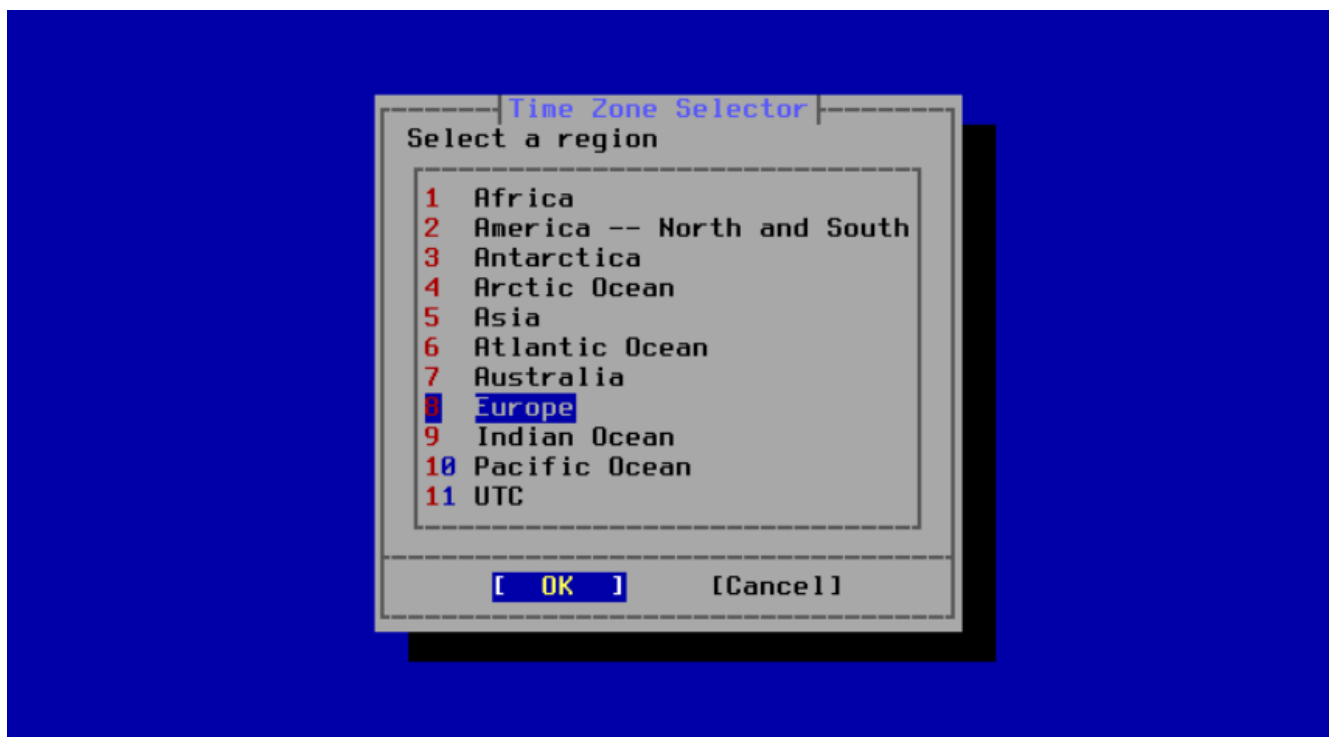 Time Zone Selector
Select a region
1 Africa
2 America -- North and South
3 Antarctica
4 Arctic Ocean
5 Asia
6 Atlantic Ocean
7 Australia
8 Europe
9 Indian Ocean
10 Pacific Ocean
11 UTC
[ OK ] [Cancel]